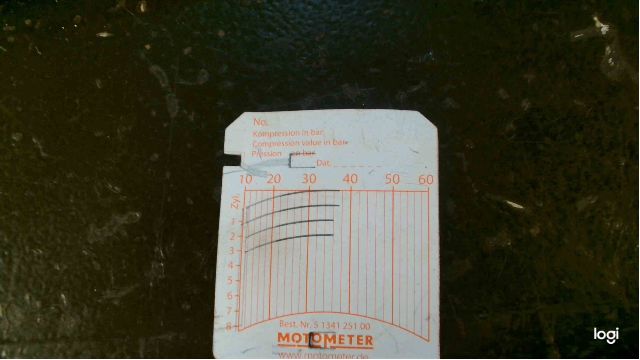 No.
Kompression in bar
Compression value in bar
Pression en bar
Dat.
10 20 30 40 50 60
Zyl.
1
2
3
4
5
6
7
8
Best. Nr. 5 1341 251 00
MOTOMETER
www.motometer.de
logi